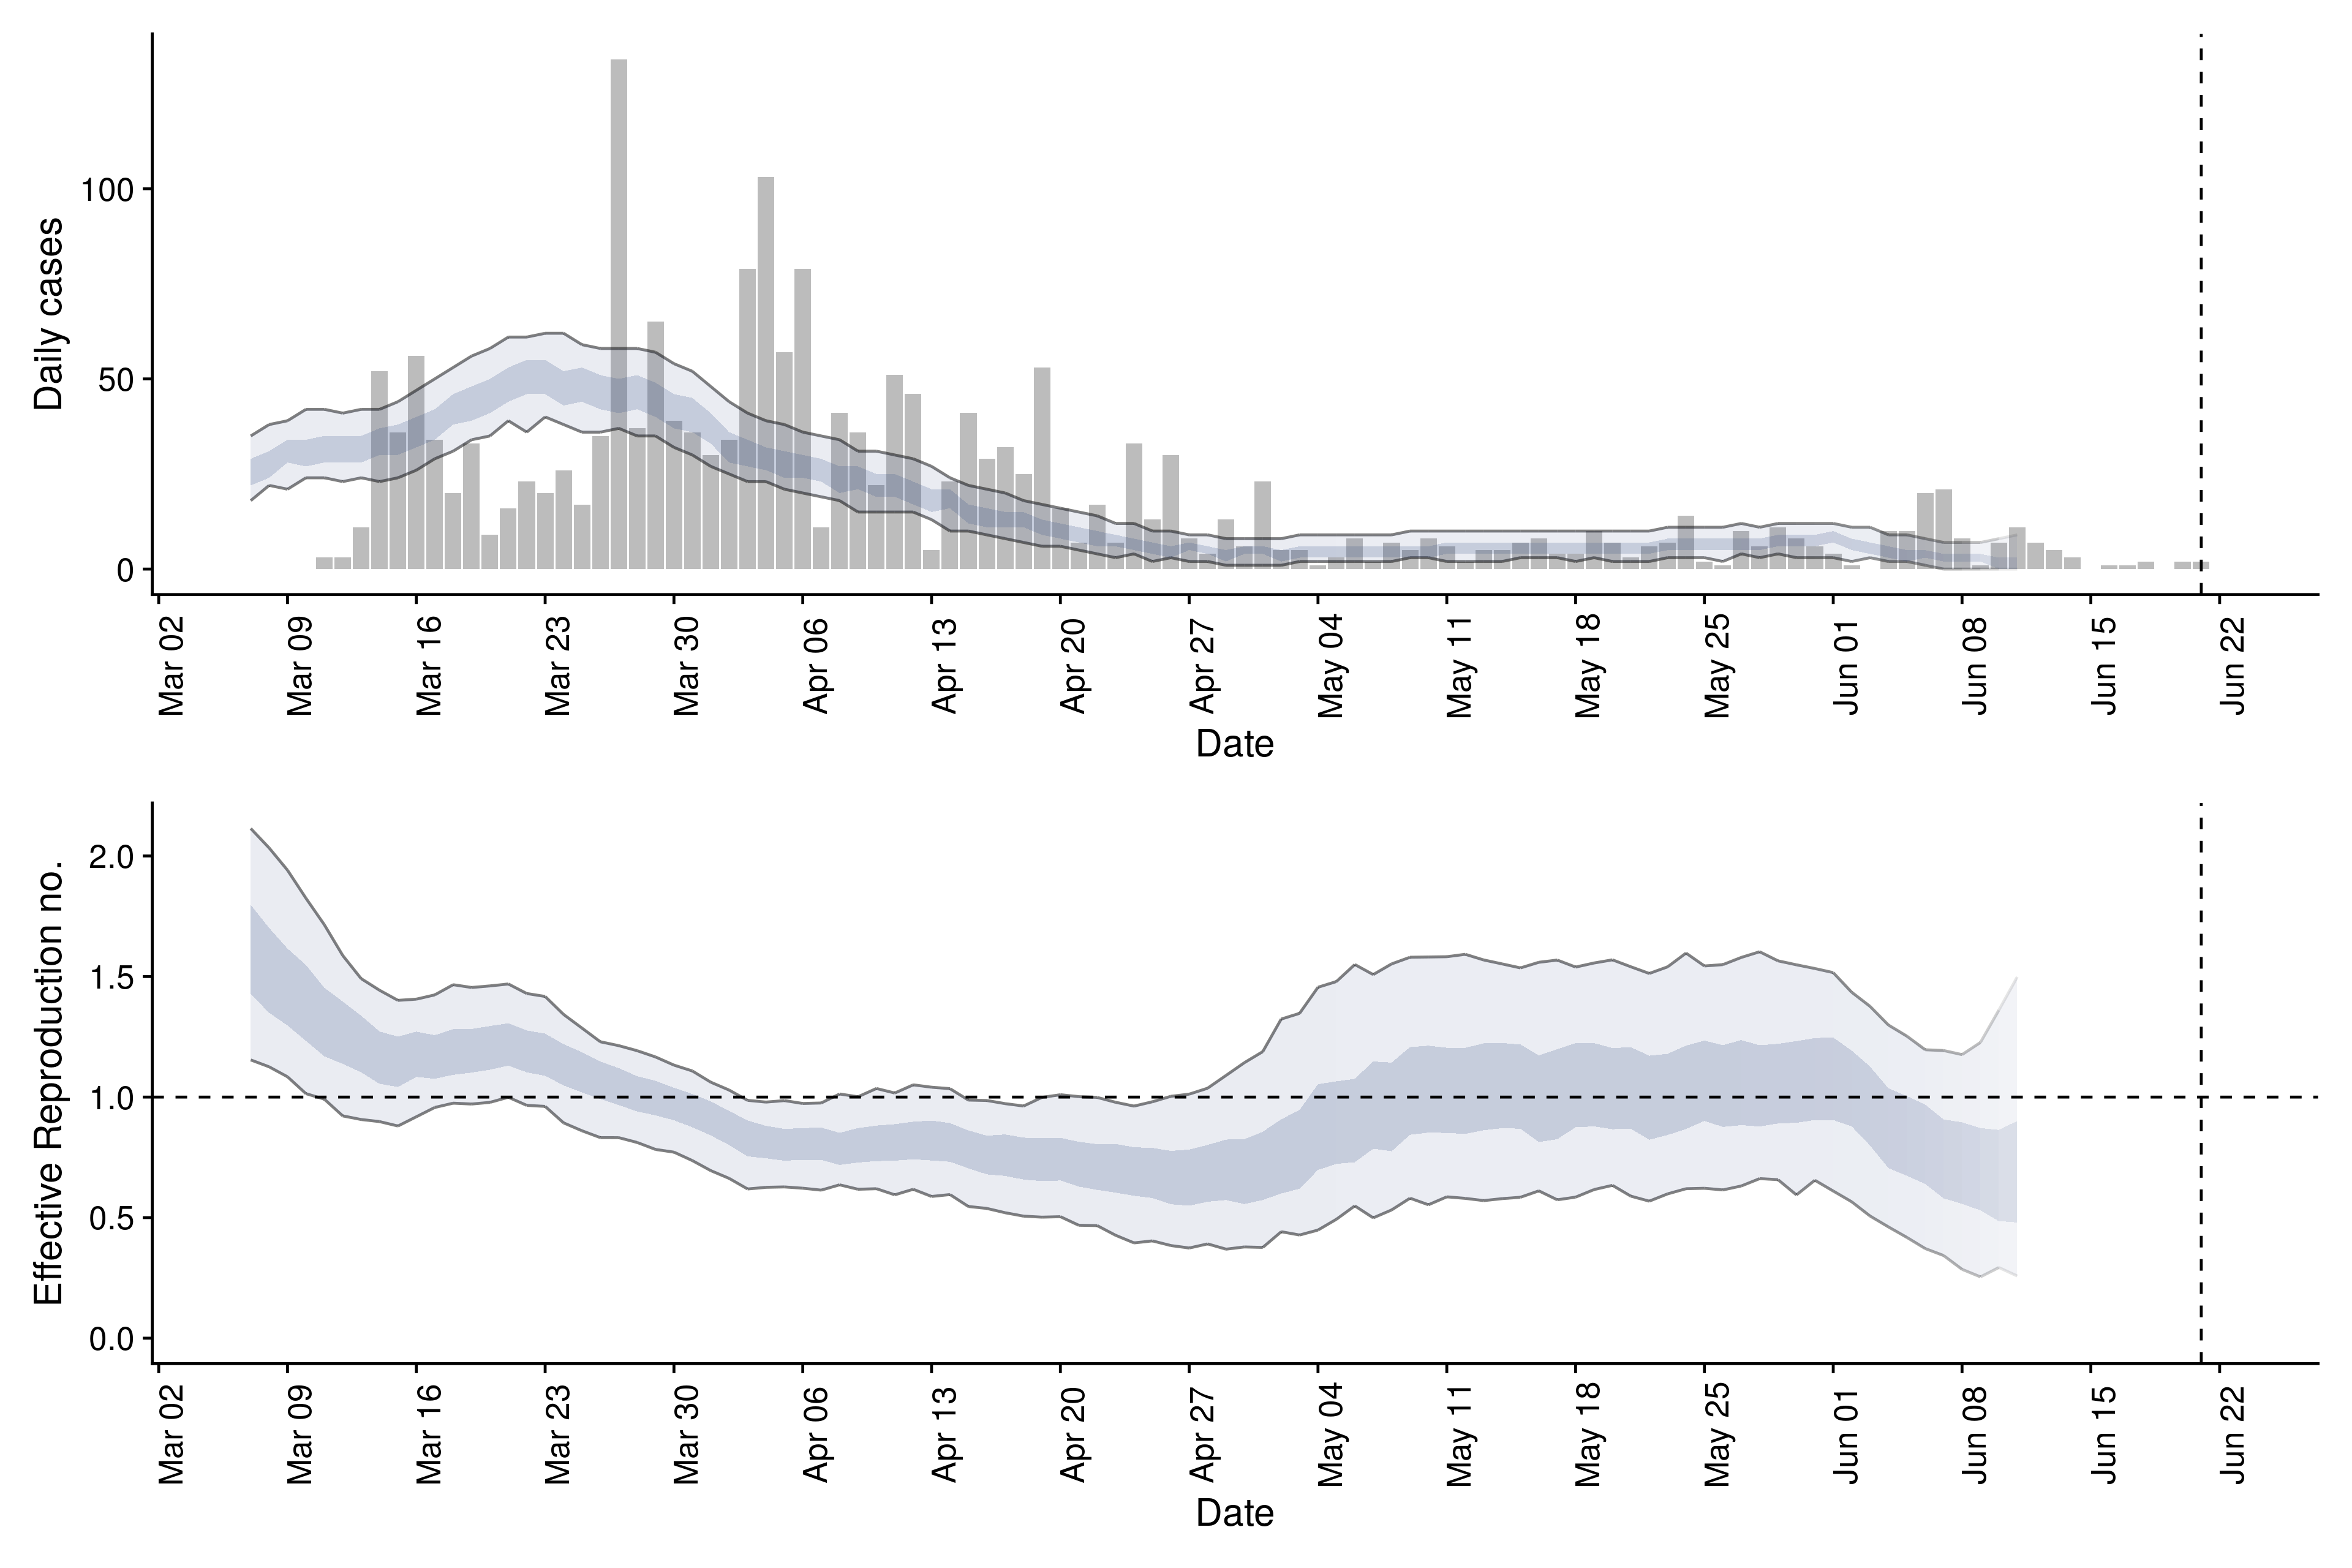 Daily cases
100
50
0
Mar 02
Mar 09
Mar 16
Mar 23
Mar 30
Apr 06
Apr 13
Apr 20
Apr 27
May 04
May 11
May 18
May 25
Jun 01
Jun 08
Jun 15
Jun 22
Date
Effective Reproduction no.
2.0
1.5
1.0
0.5
0.0
Mar 02
Mar 09
Mar 16
Mar 23
Mar 30
Apr 06
Apr 13
Apr 20
Apr 27
May 04
May 11
May 18
May 25
Jun 01
Jun 08
Jun 15
Jun 22
Date